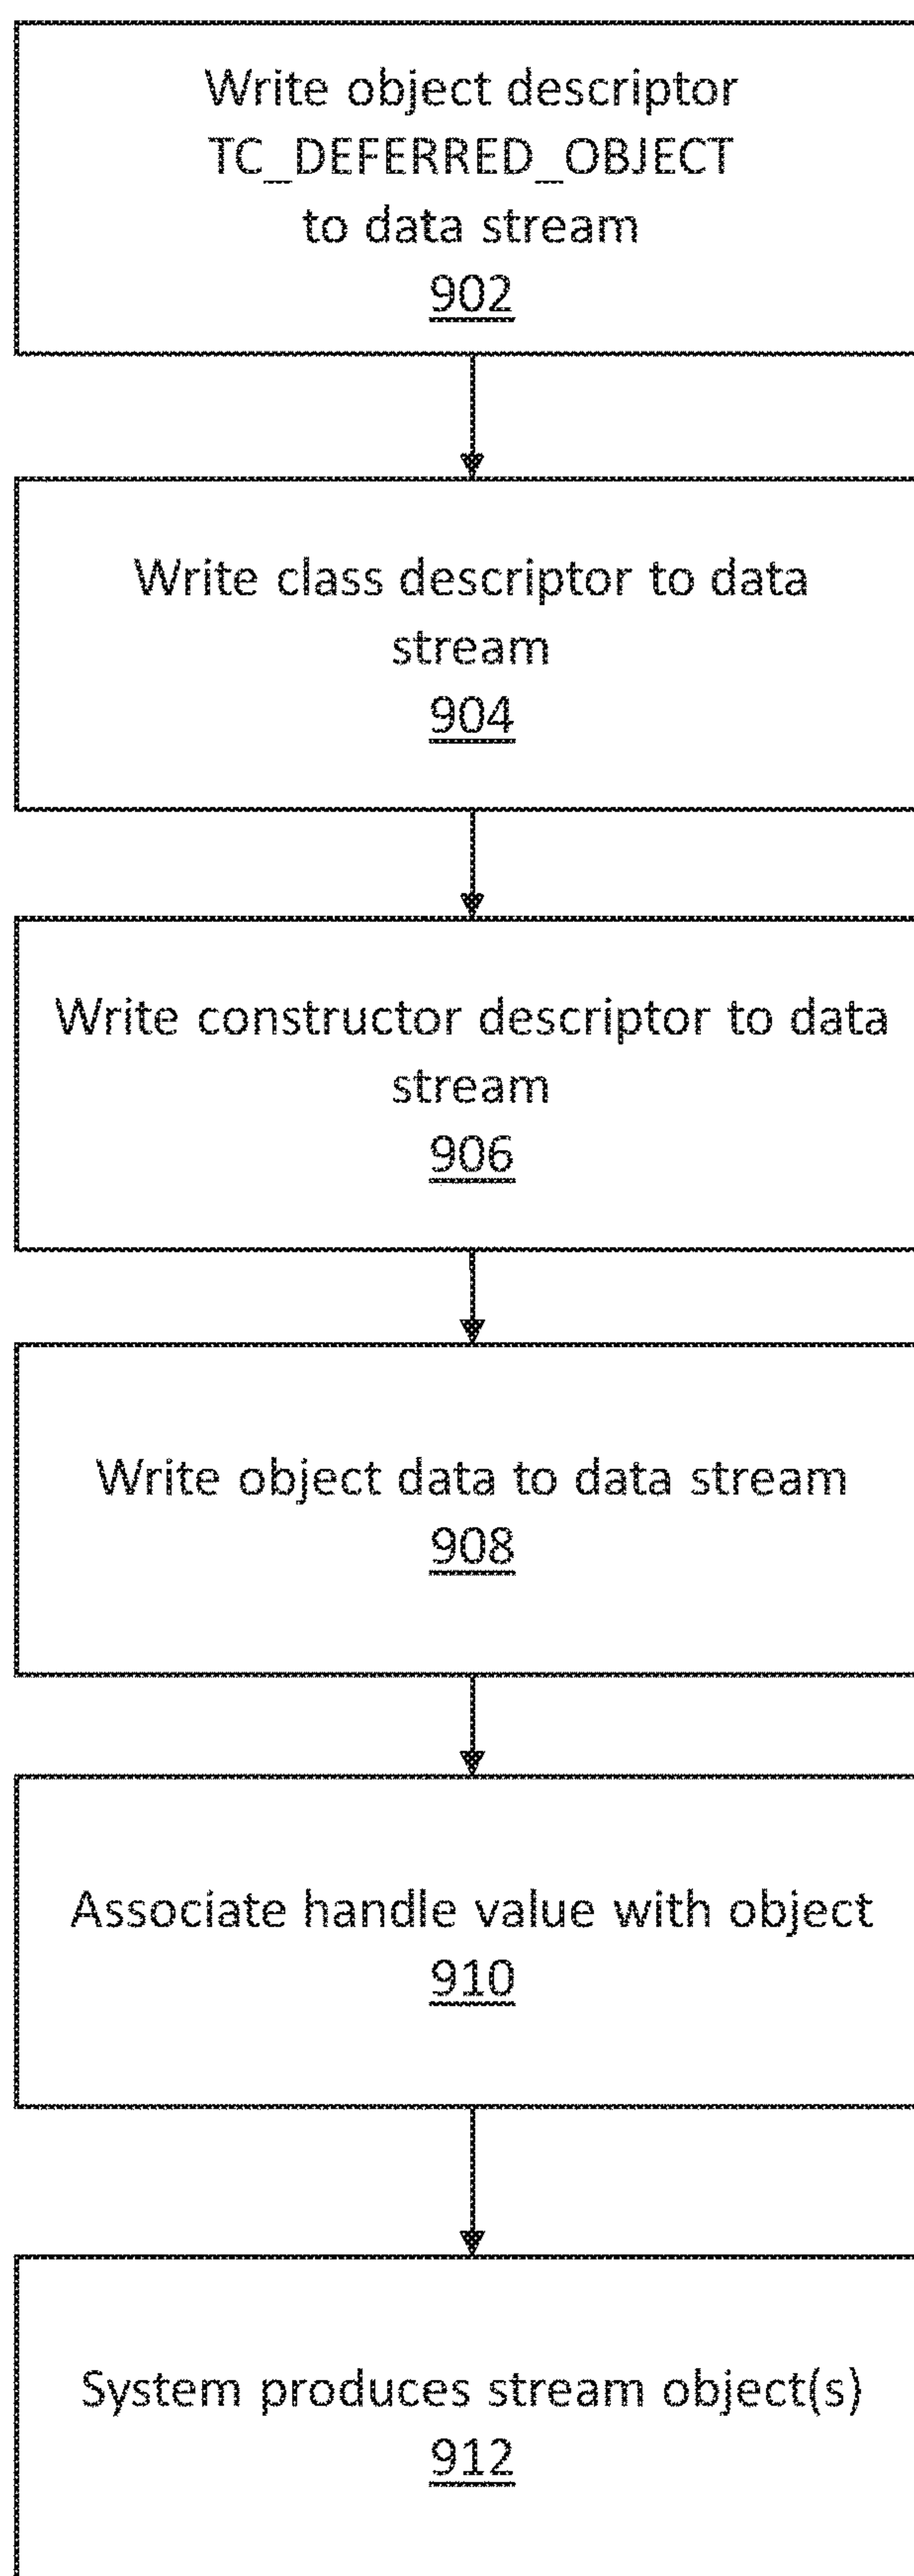 Write object descriptor
TC_DEFERRED_OBJECT
to data stream
902
Write class descriptor to data
stream
904
Write constructor descriptor to data
stream
906
Write object data to data stream
908
Associate handle value with object
910
System produces stream object(s)
912